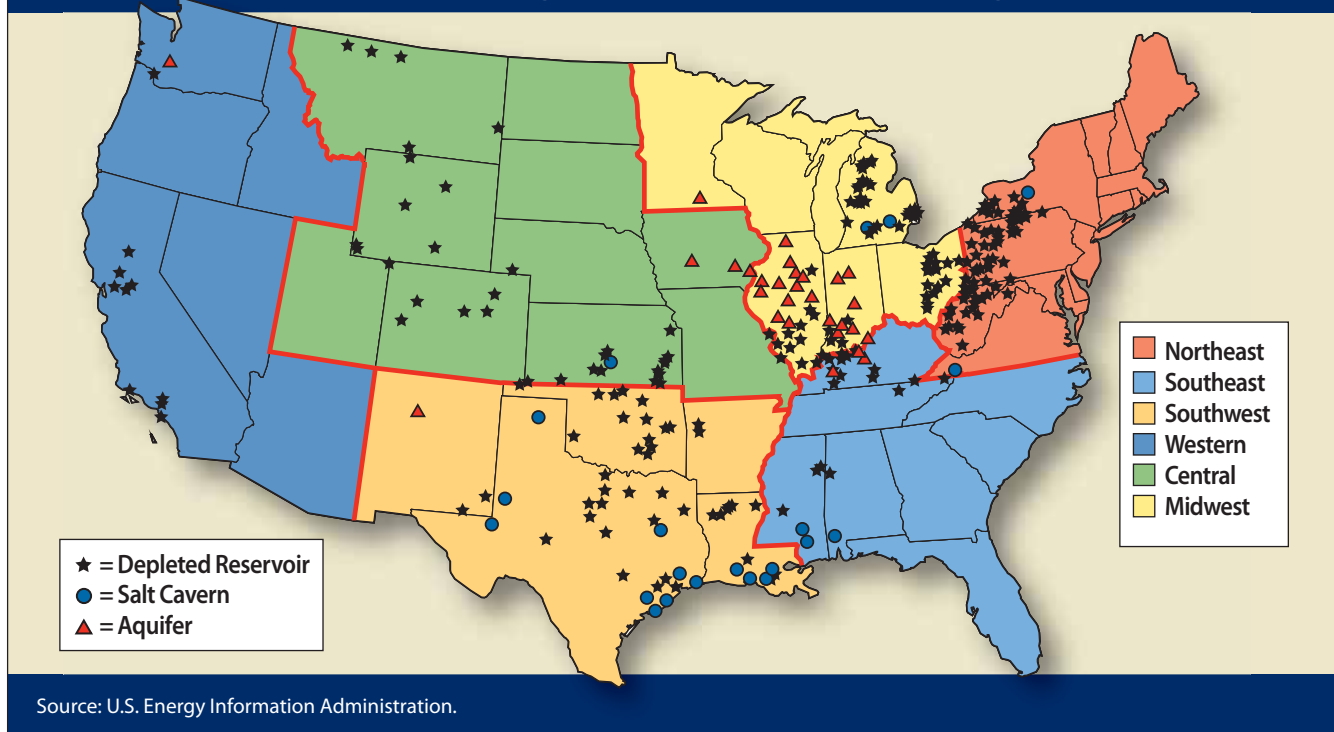 Northeast
Southeast
Southwest
Western
Central
Midwest
= Depleted Reservoir
= Salt Cavern
= Aquifer
Source: U.S. Energy Information Administration.